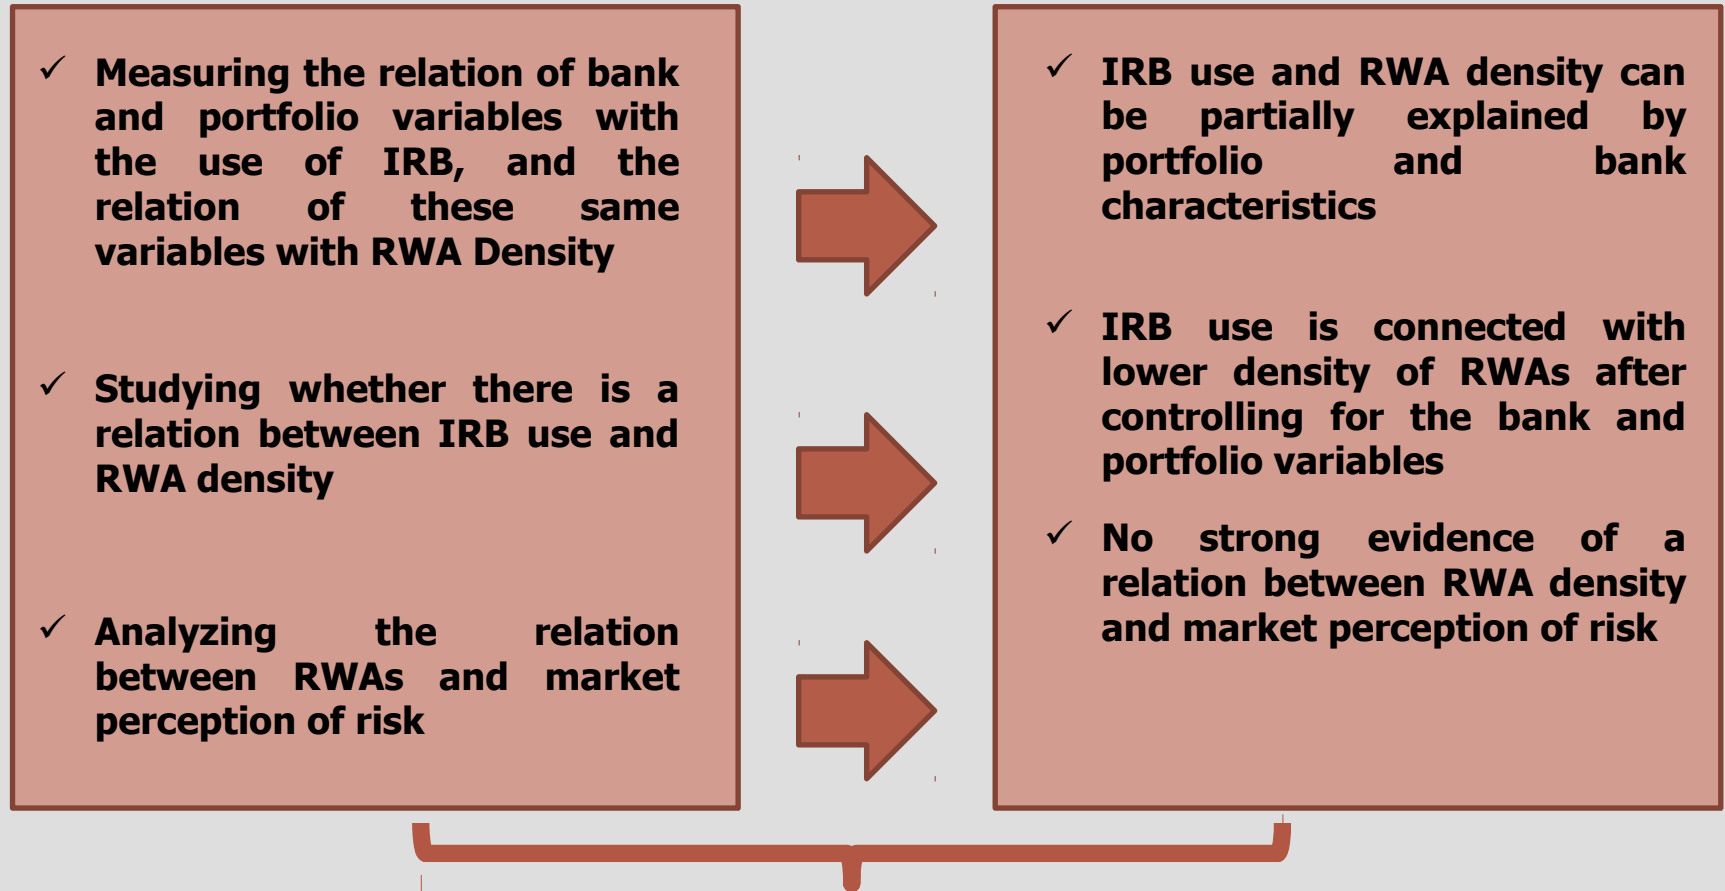 ✓ Measuring the relation of bank
and portfolio variables with
the use of IRB, and the
relation of these same
variables with RWA Density
✓ Studying whether there is a
relation between IRB use and
RWA density
✓ Analyzing the relation
between RWAs and market
perception of risk
✓ IRB use and RWA density can
be partially explained by
portfolio and bank
characteristics
✓ IRB use is connected with
lower density of RWAs after
controlling for the bank and
portfolio variables
✓ No strong evidence of a
relation between RWA density
and market perception of risk